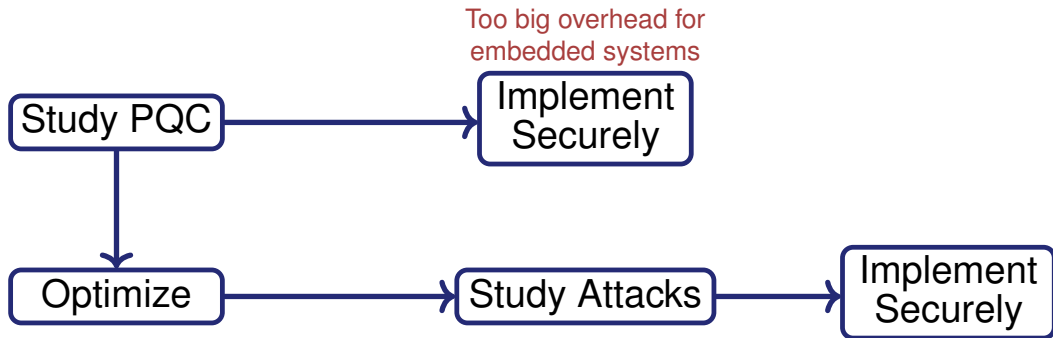 Too big overhead for
embedded systems
Study PQC
Implement
Securely
Optimize
Study Attacks
Implement
Securely